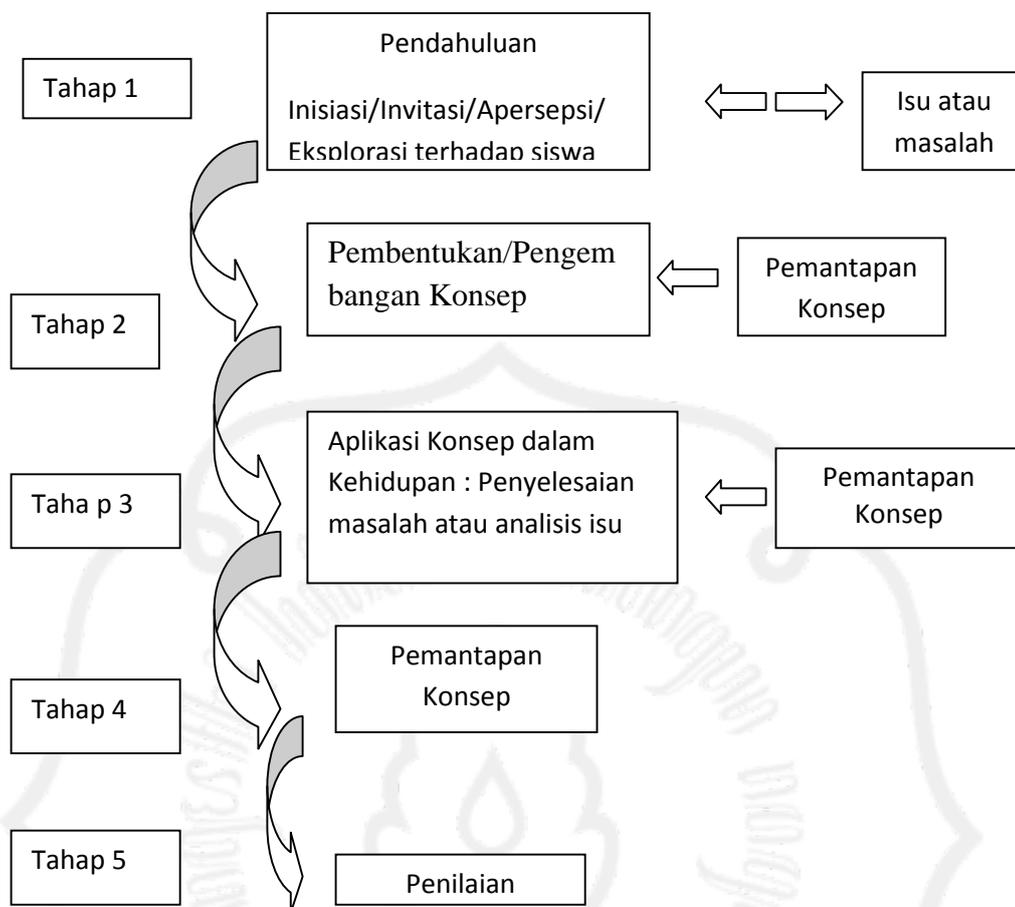 Pendahuluan
Tahap 1
Inisiasi/Invitasi/Apersepsi/
Eksplorasi terhadap siswa
Isu atau
masalah
Pembentukan/Pengem
bangan Konsep
Pemantapan
Konsep
Tahap 2
Aplikasi Konsep dalam
Kehidupan : Penyelesaian
masalah atau analisis isu
Pemantapan
Konsep
Taha p 3
Pemantapan
Konsep
Tahap 4
Tahap 5
Penilaian